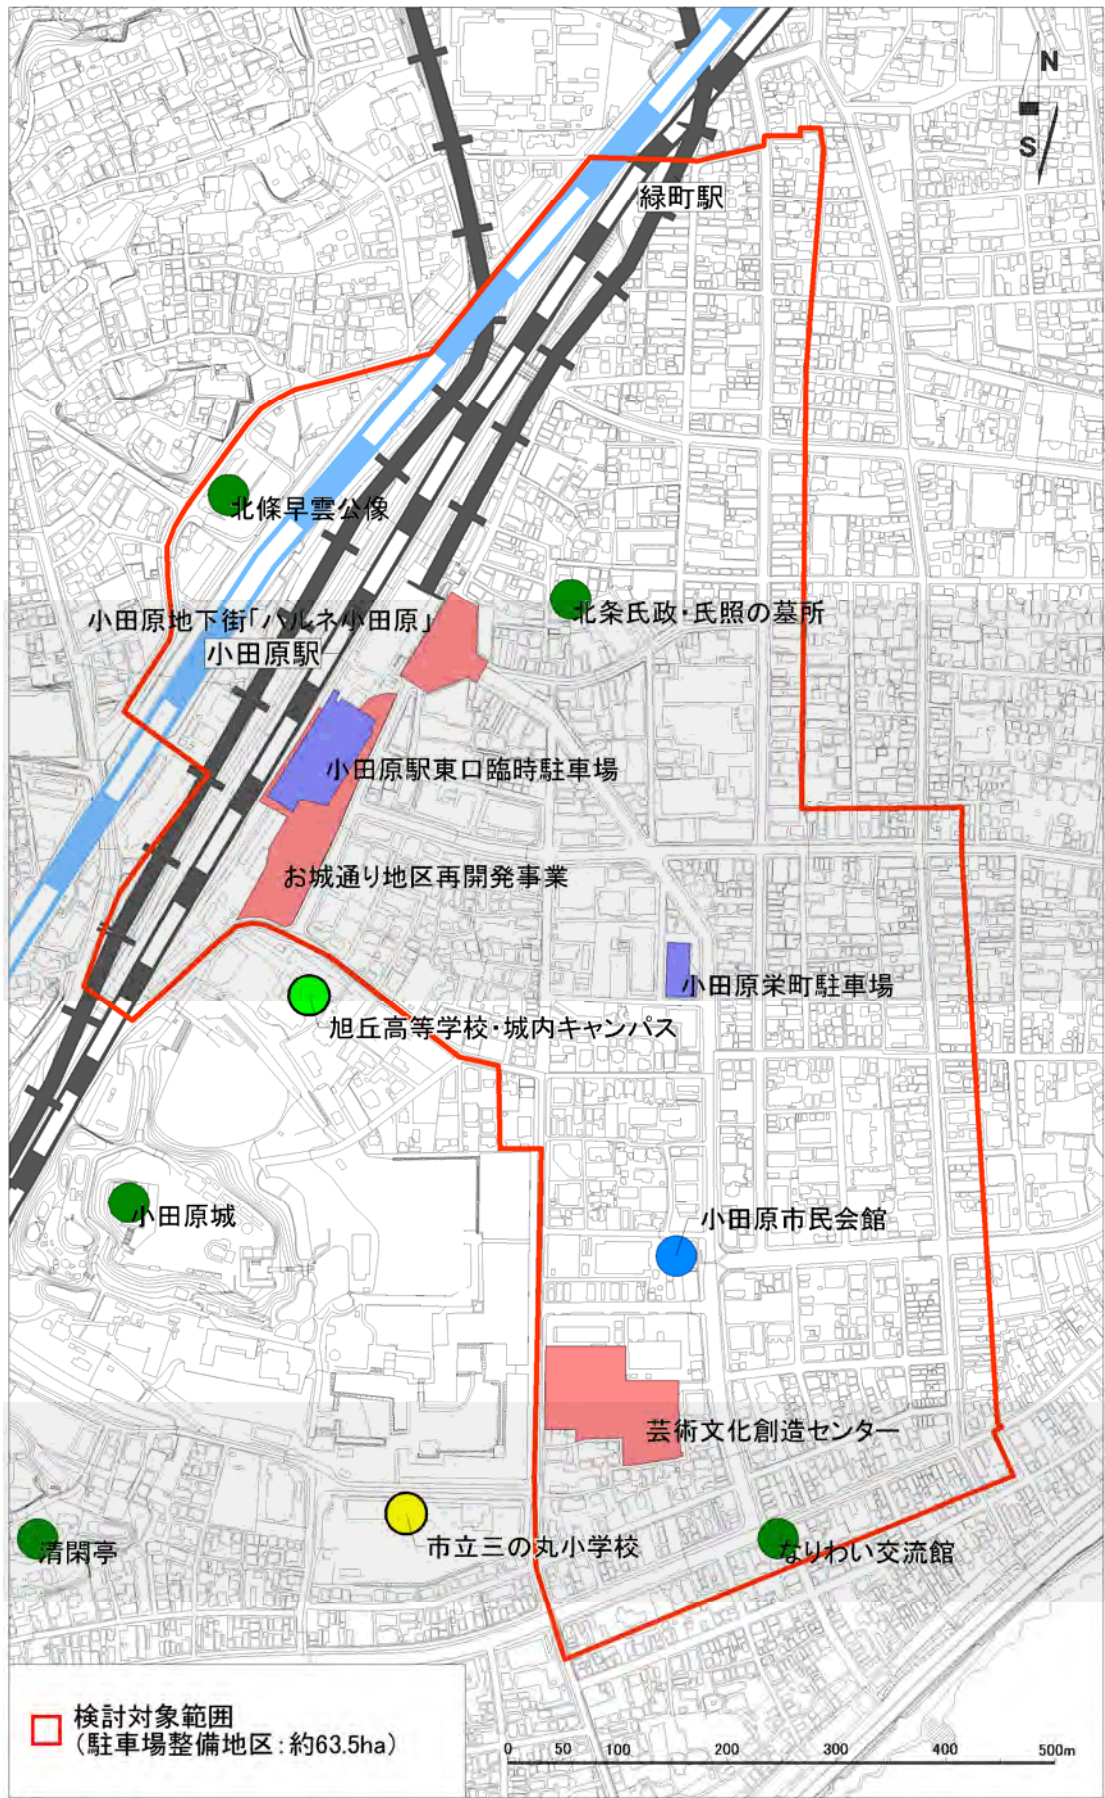 N
S
緑町駅
北條早雲公像
北条氏政・氏照の墓所
小田原地下街「ハルネ小田原」
小田原駅
小田原駅東口臨時駐車場
お城通り地区再開発事業
小田原栄町駐車場
旭丘高等学校・城内キャンパス
小田原城
小田原市民会館
芸術文化創造センター
清閑亭
市立三の丸小学校
なりわい交流館
検討対象範囲
（駐車場整備地区：約63.5ha）
0 50 100 200 300 400 500m